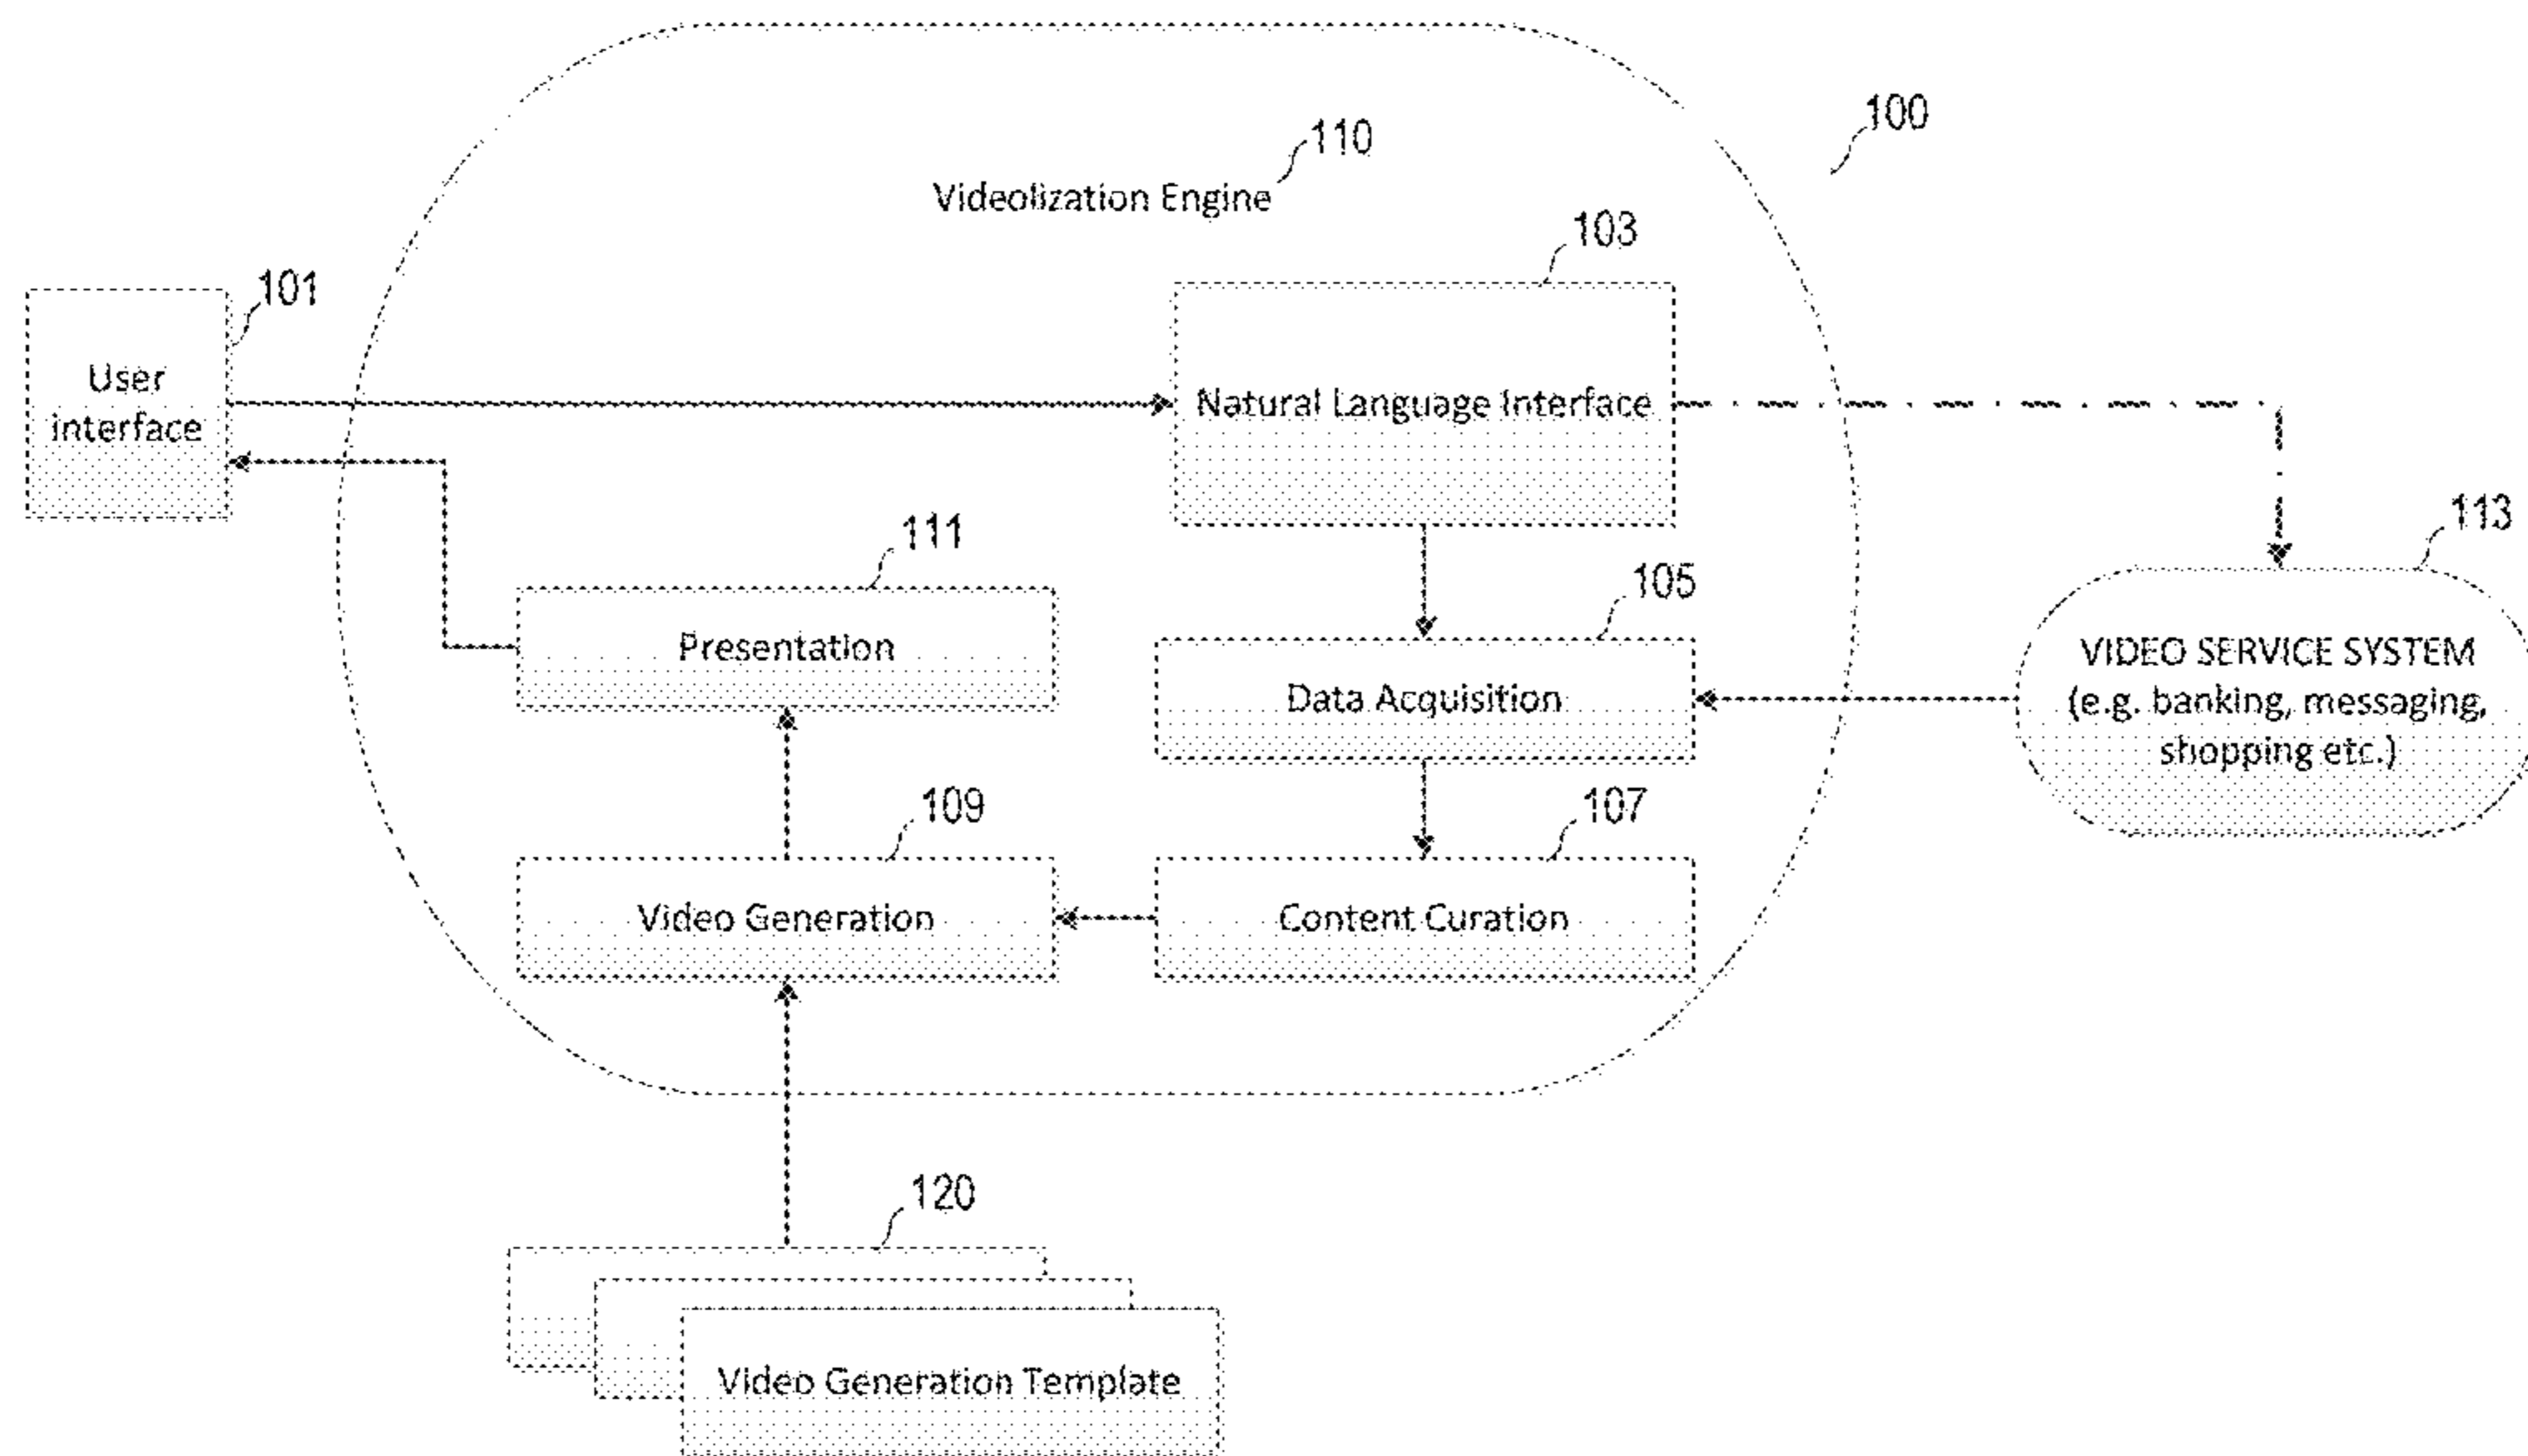 100
110
Videolization Engine
103
101
User
interface
Natural Language Interface
113
111
105
VIDEO SERVICE SYSTEM
(e.g. banking, messaging,
shopping etc.)
Presentation
Data Acquisition
109
107
Video Generation
Content Curation
120
Video Generation Template